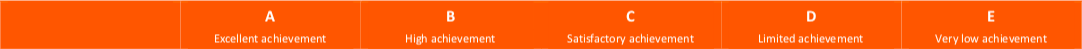 A B C D E
Excellent achievement High achievement Satisfactory achievement Limited achievement Very low achievement